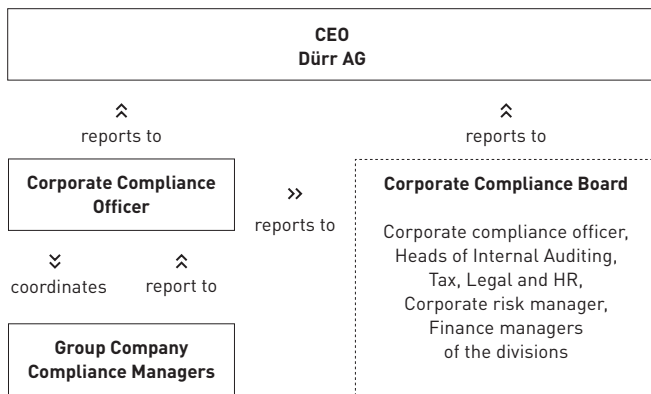 CEO
Dürr AG
reports to
reports to
Corporate Compliance
Officer
reports to
Corporate Compliance Board
Corporate compliance officer,
Heads of Internal Auditing,
Tax, Legal and HR,
Corporate risk manager,
Finance managers
of the divisions
coordinates
report to
Group Company
Compliance Managers